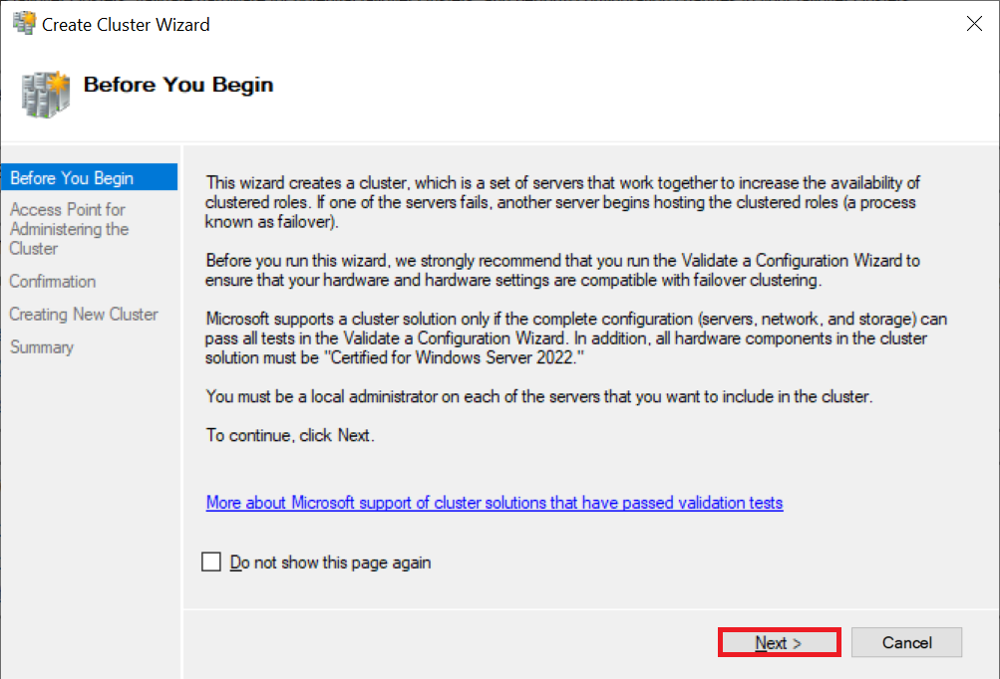 Create Cluster Wizard
Before You Begin
Before You Begin
Access Point for
Administering the
Cluster
Confirmation
Creating New Cluster
Summary
This wizard creates a cluster, which is a set of servers that work together to increase the availability of
clustered roles. If one of the servers fails, another server begins hosting the clustered roles (a process
known as failover).
Before you run this wizard, we strongly recommend that you run the Validate a Configuration Wizard to
ensure that your hardware and hardware settings are compatible with failover clustering.
Microsoft supports a cluster solution only if the complete configuration (servers, network, and storage) can
pass all tests in the Validate a Configuration Wizard. In addition, all hardware components in the cluster
solution must be "Certified for Windows Server 2022."
You must be a local administrator on each of the servers that you want to include in the cluster.
To continue, click Next.
More about Microsoft support of cluster solutions that have passed validation tests
Do not show this page again
Next >
Cancel